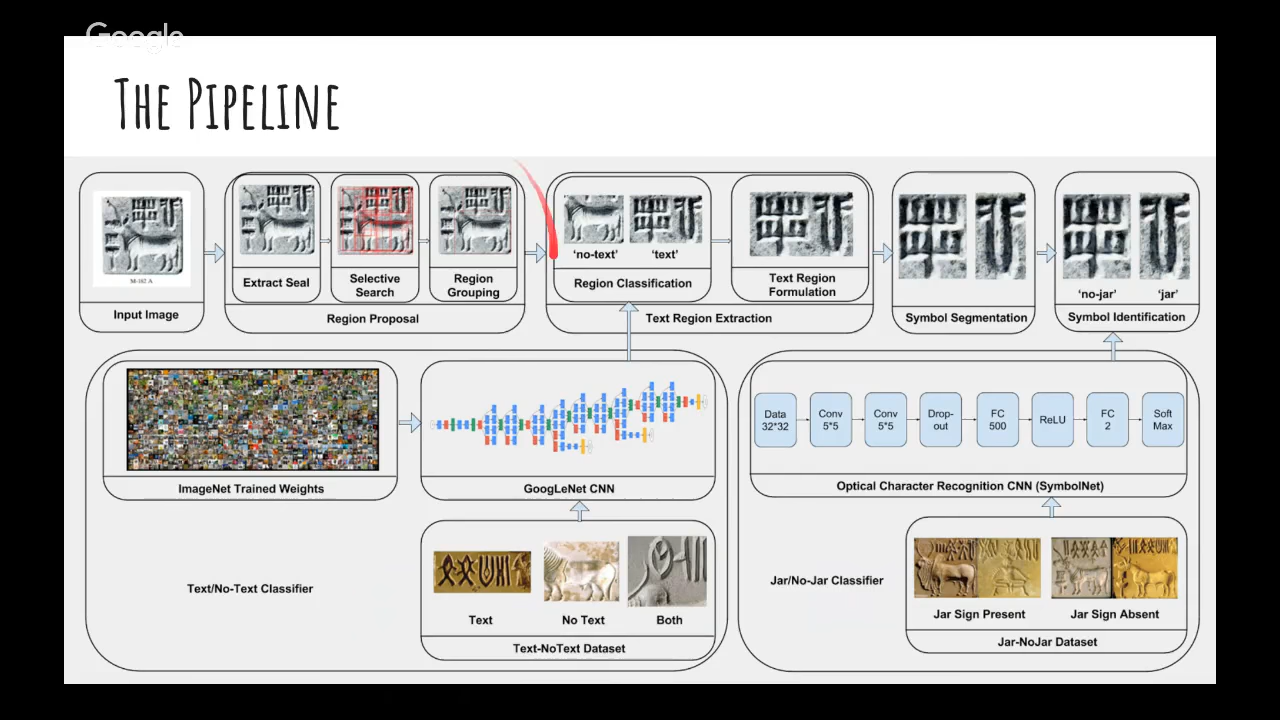 Google
The Pipeline
M-162 A
Input Image
Extract Seal
Selective
Search
Region
Grouping
Region Proposal
'no-text'
'text'
Region Classification
Text Region
Formulation
Text Region Extraction
Symbol Segmentation
'no-jar'
'jar'
Symbol Identification
ImageNet Trained Weights
GoogLeNet CNN
Text/No-Text Classifier
Text
No Text
Both
Text-NoText Dataset
Data
32*32
Conv
5*5
Conv
5*5
Drop-
out
FC
500
ReLU
FC
2
Soft
Max
Optical Character Recognition CNN (SymbolNet)
Jar/No-Jar Classifier
Jar Sign Present
Jar Sign Absent
Jar-NoJar Dataset